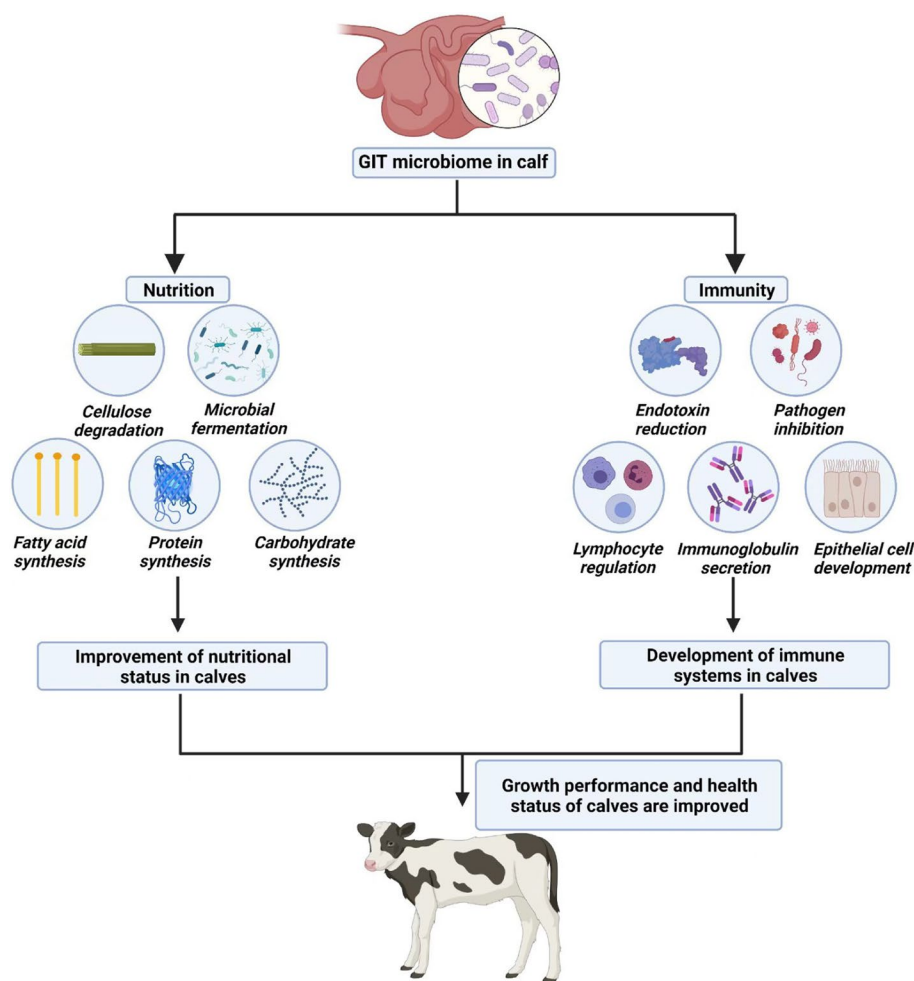 GIT microbiome in calf
Nutrition
Immunity
Cellulose
degradation
Microbial
fermentation
Endotoxin
reduction
Pathogen
inhibition
Fatty acid
synthesis
Protein
synthesis
Carbohydrate
synthesis
Lymphocyte
regulation
Immunoglobulin
secretion
Epithelial cell
development
Improvement of nutritional
status in calves
Development of immune
systems in calves
Growth performance and health
status of calves are improved